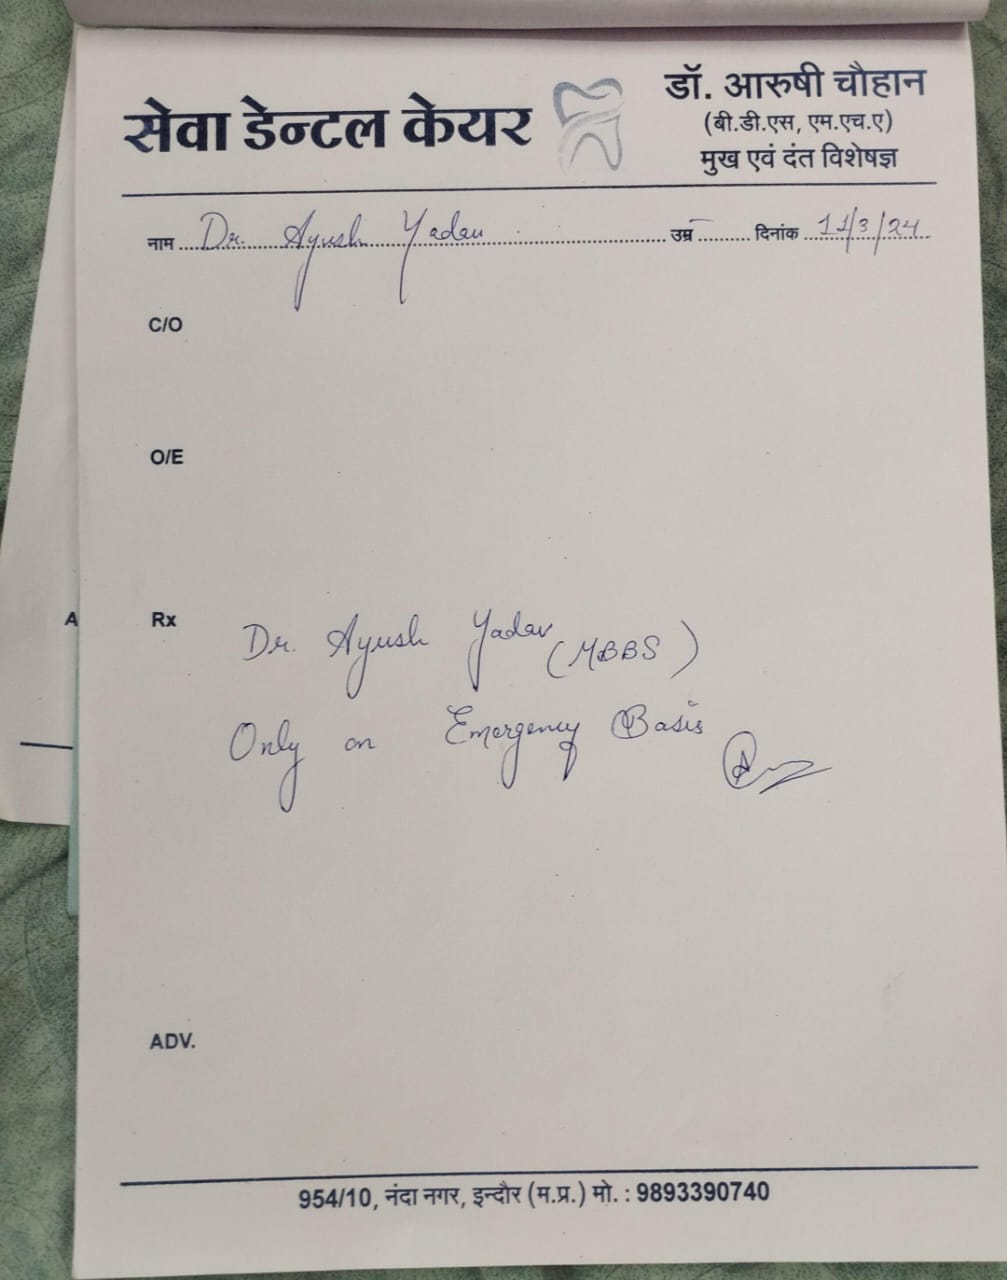 सेवा डेन्टल केयर
डॉ. आरुषी चौहान
(बी.डी.एस, एम.एच.ए)
मुख एवं दंत विशेषज्ञ
नाम Dr. Ayush Yadav उम्र - दिनांक 11/3/24
C/O
O/E
A
Rx Dr. Ayush Yadav (MBBS)
Only on Emergency Basis
ADV.
954/10, नंदा नगर, इन्दौर (म.प्र.) मो. : 9893390740